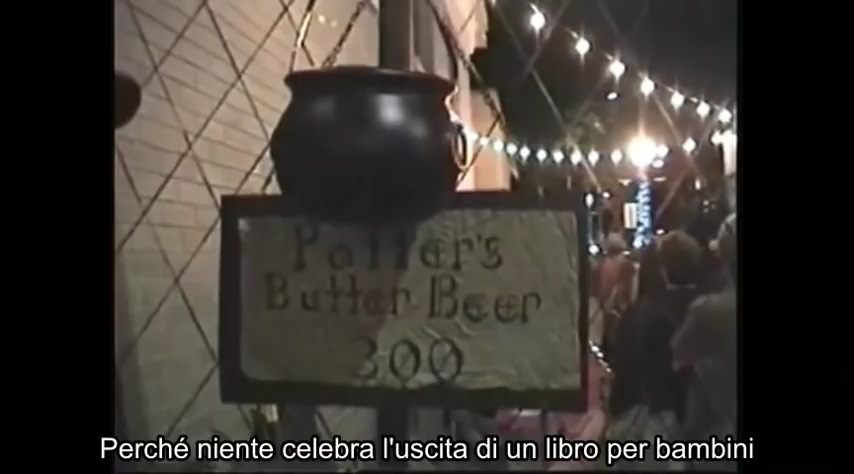 Potter's
Butter Beer
300
Perché niente celebra l'uscita di un libro per bambini